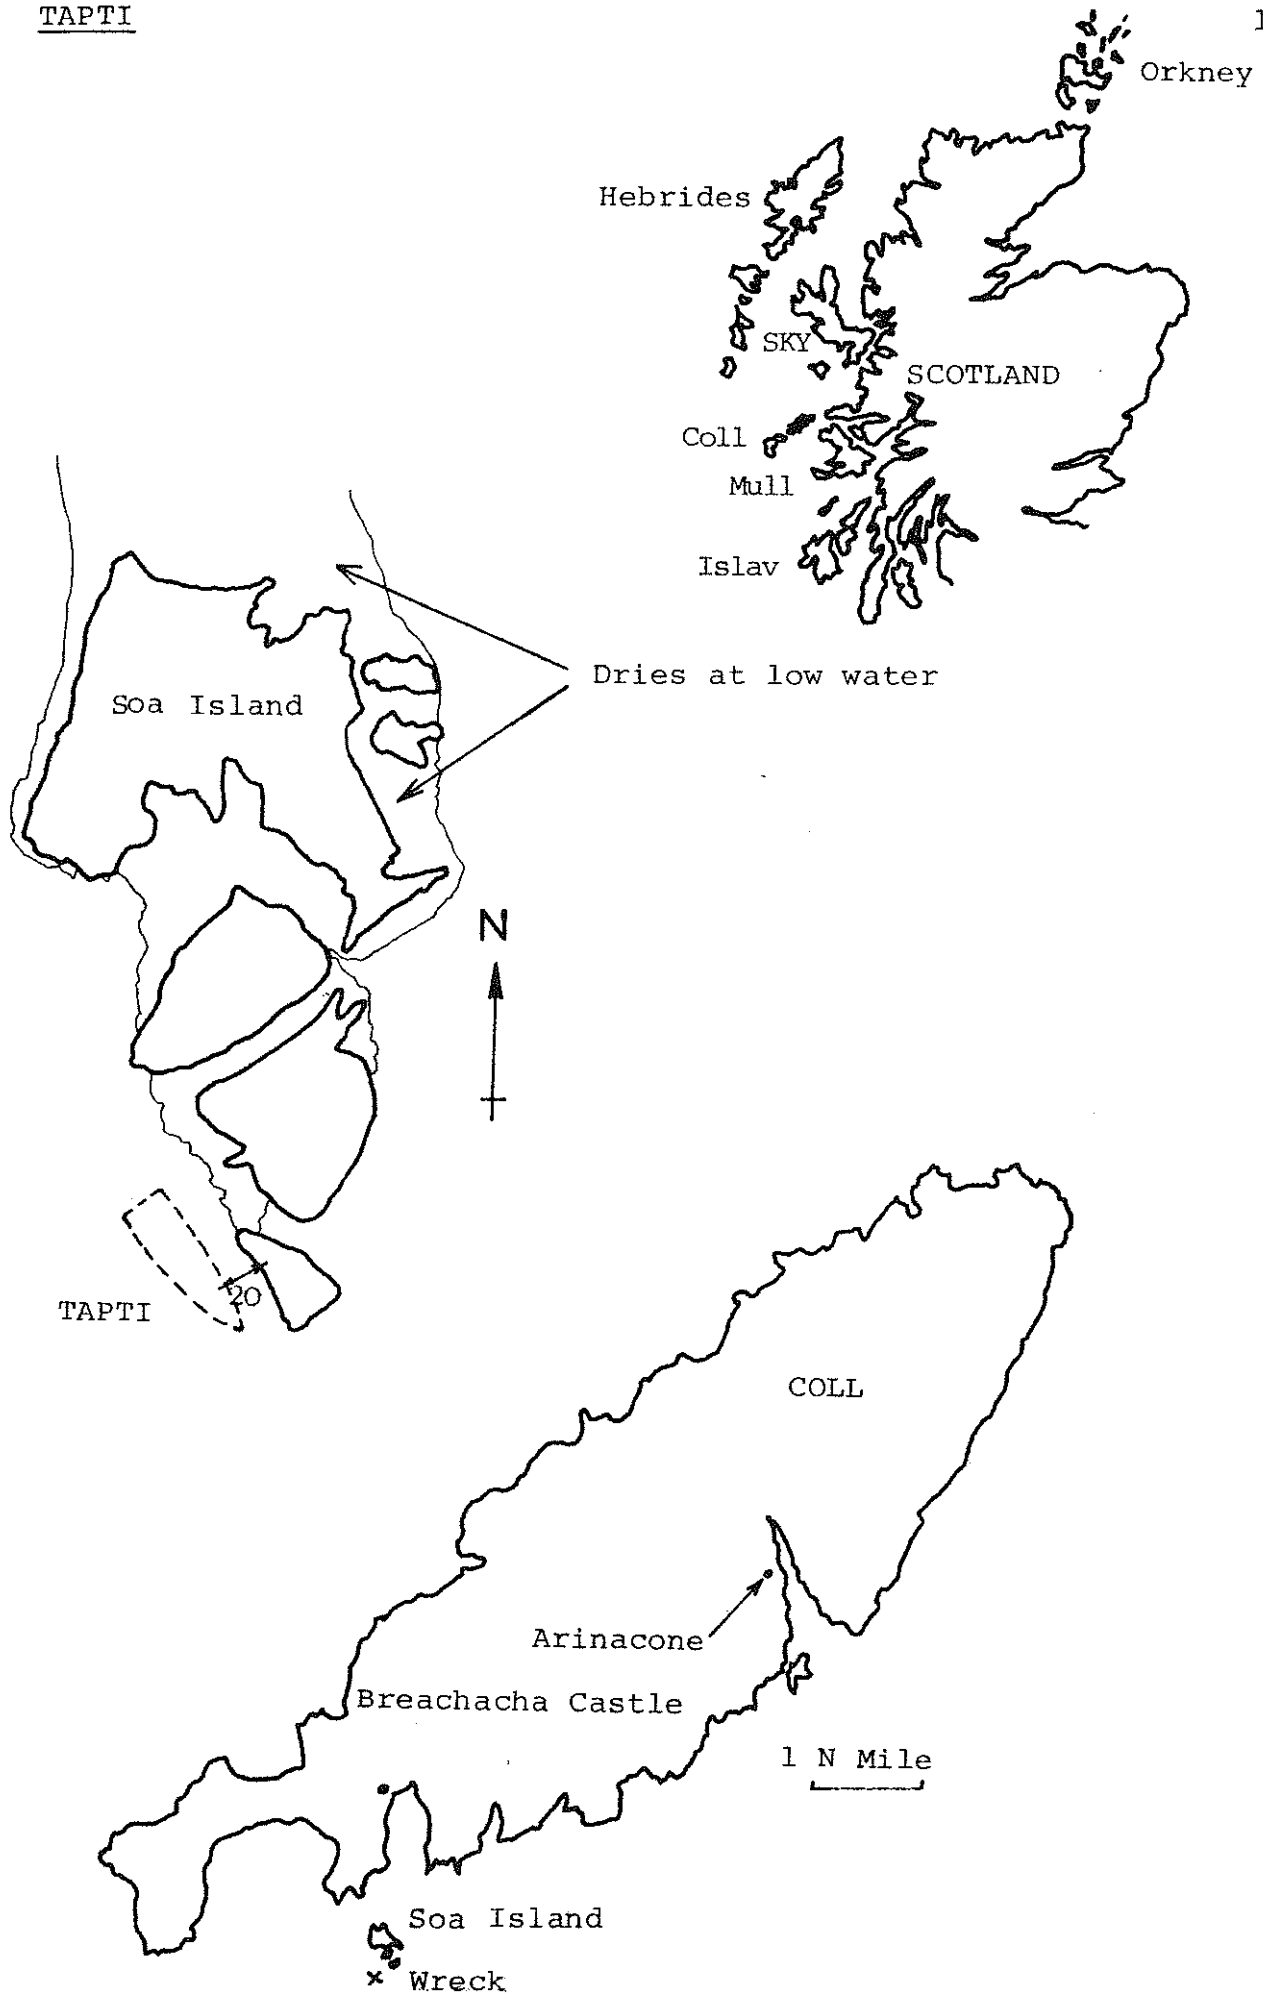 TAPTI
1
Orkney
Hebrides
SKY
SCOTLAND
Coll
Mull
Islav
Dries at low water
Soa Island
N
20
TAPTI
COLL
Arinacone
Breachacha Castle
1 N Mile
Soa Island
Wreck